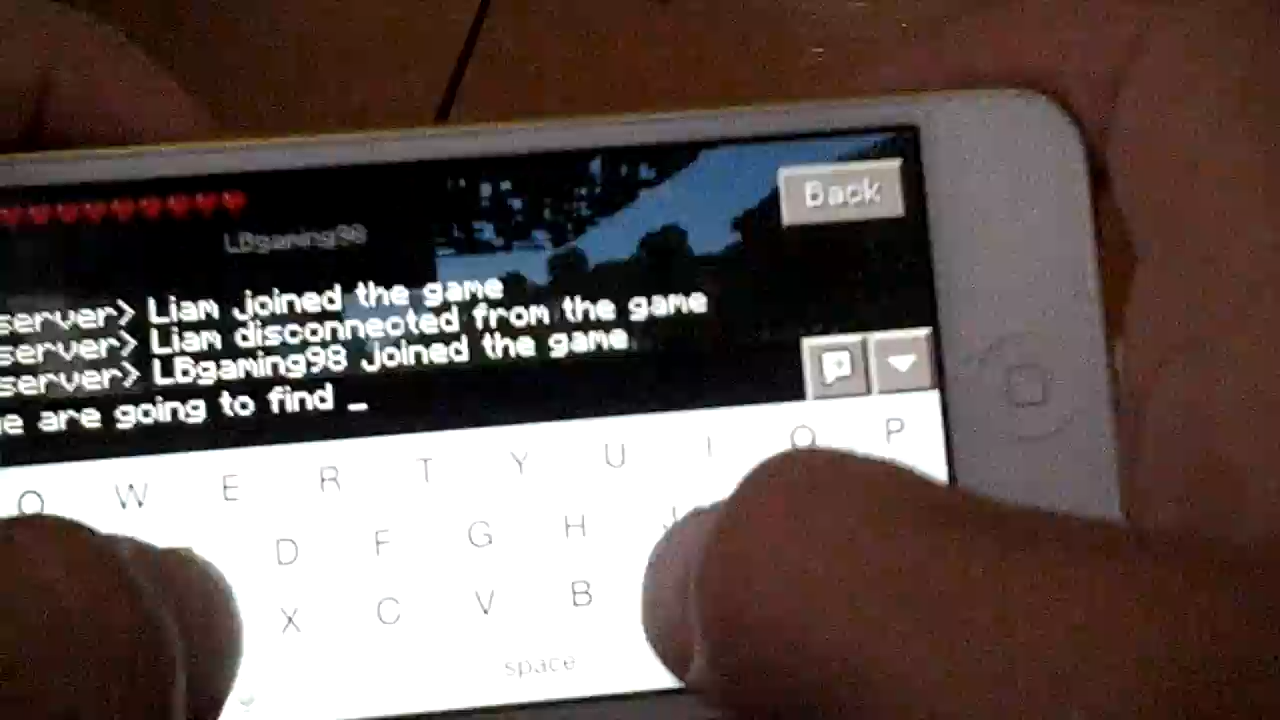 Back
LBgaming98
server> Liam joined the game
server> Liam disconnected from the game
server> LBgaming98 Joined the game
are going to find _
Q W E R T Y U I O P
D F G H J
X C V B
space